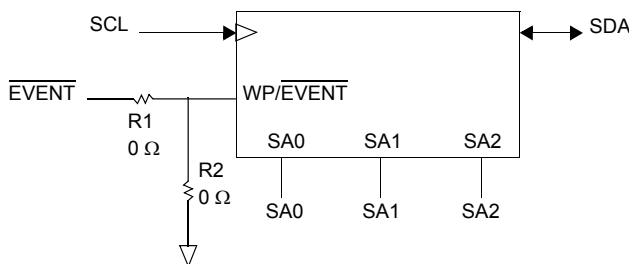 SCL
SDA
EVENT
WP/EVENT
R1
0 Ω
SA0 SA1 SA2
R2
0 Ω
SA0 SA1 SA2